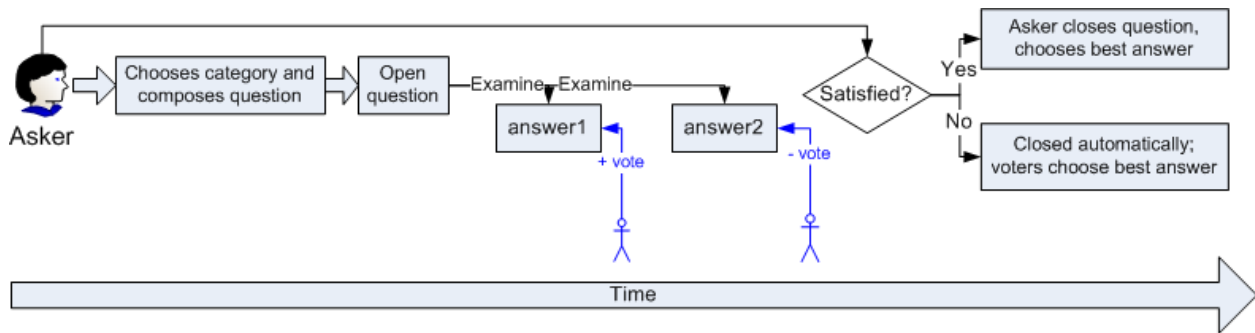 Asker
Chooses category and
composes question
Open
question
Examine
Examine
answer1
answer2
+ vote
- vote
Satisfied?
Yes
No
Asker closes question,
chooses best answer
Closed automatically;
voters choose best answer
Time